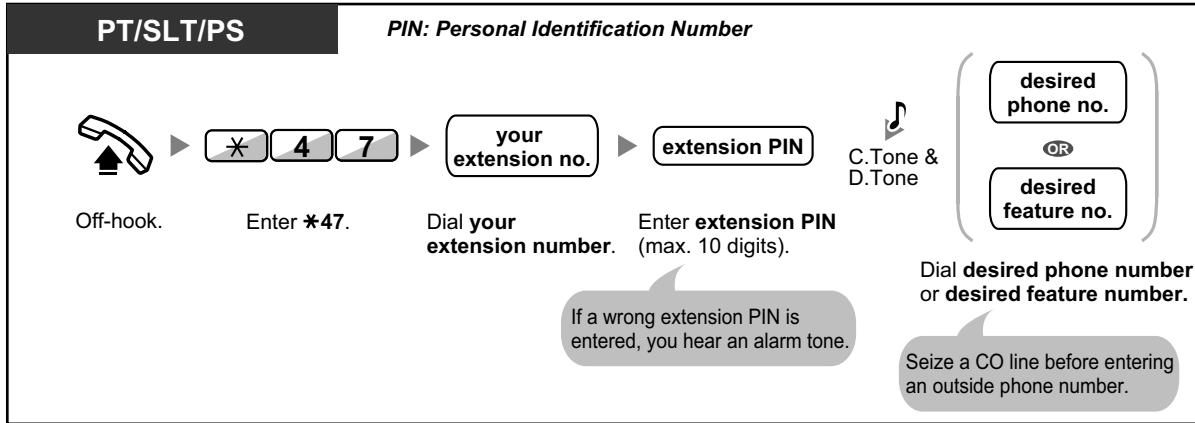 PT/SLT/PS
PIN: Personal Identification Number
✳ 4 7
your
extension no.
extension PIN
C.Tone &
D.Tone
desired
phone no.
OR
desired
feature no.
Off-hook.
Enter ✳47.
Dial your
extension number.
Enter extension PIN
(max. 10 digits).
Dial desired phone number
or desired feature number.
If a wrong extension PIN is
entered, you hear an alarm tone.
Seize a CO line before entering
an outside phone number.